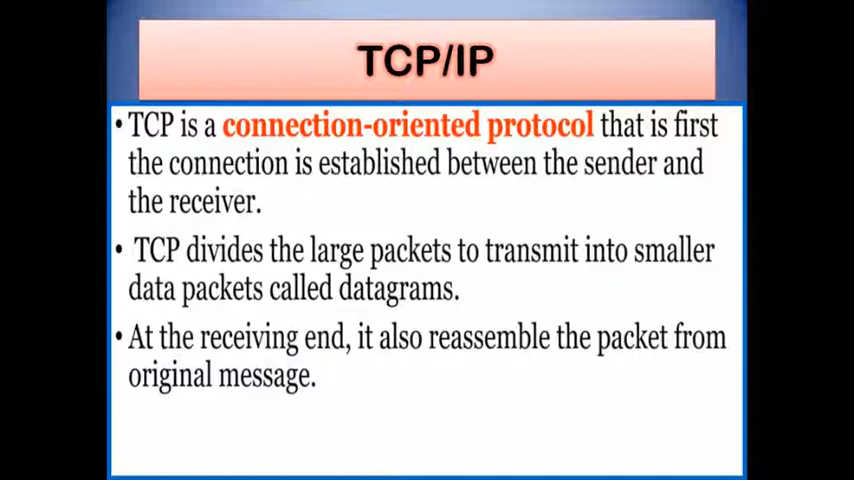 TCP/IP
• TCP is a connection-oriented protocol that is first
the connection is established between the sender and
the receiver.
• TCP divides the large packets to transmit into smaller
data packets called datagrams.
• At the receiving end, it also reassemble the packet from
original message.